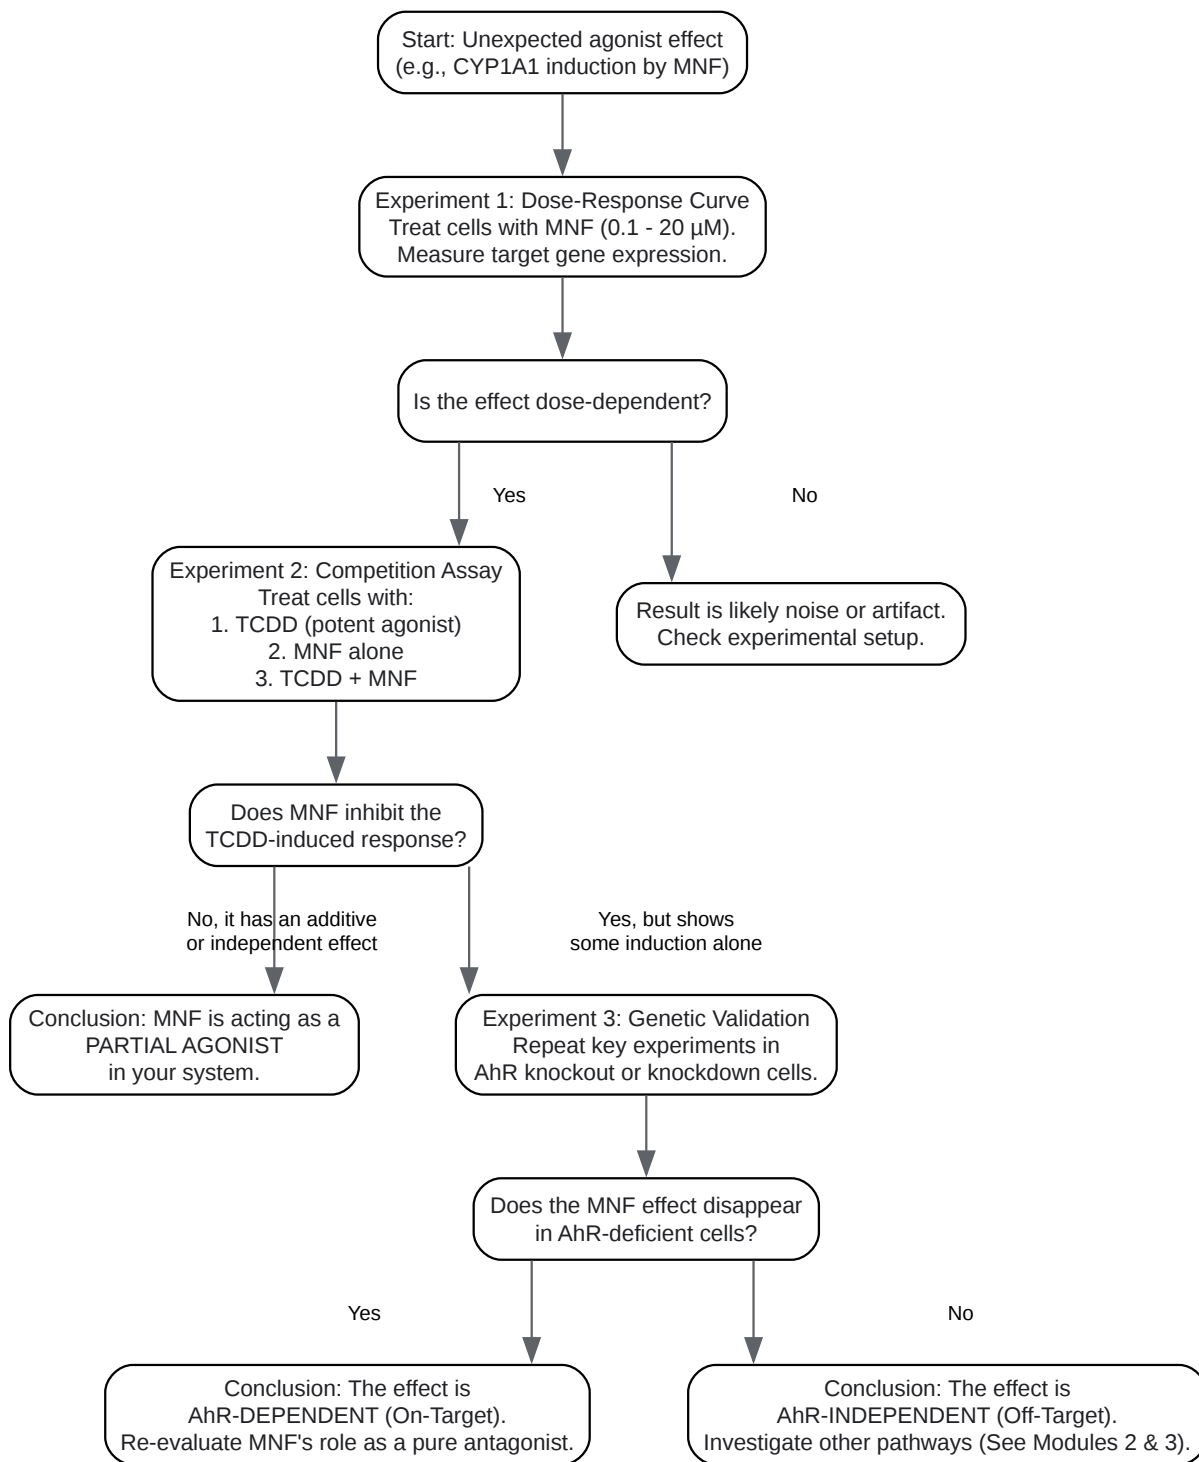 Start: Unexpected agonist effect
(e.g., CYP1A1 induction by MNF)
Experiment 1: Dose-Response Curve
Treat cells with MNF (0.1 - 20 µM).
Measure target gene expression.
Is the effect dose-dependent?
Yes
No
Experiment 2: Competition Assay
Treat cells with:
1. TCDD (potent agonist)
2. MNF alone
3. TCDD + MNF
Result is likely noise or artifact.
Check experimental setup.
Does MNF inhibit the
TCDD-induced response?
No, it has an additive
or independent effect
Yes, but shows
some induction alone
Conclusion: MNF is acting as a
PARTIAL AGONIST
in your system.
Experiment 3: Genetic Validation
Repeat key experiments in
AhR knockout or knockdown cells.
Does the MNF effect disappear
in AhR-deficient cells?
Yes
No
Conclusion: The effect is
AhR-DEPENDENT (On-Target).
Re-evaluate MNF's role as a pure antagonist.
Conclusion: The effect is
AhR-INDEPENDENT (Off-Target).
Investigate other pathways (See Modules 2 & 3).